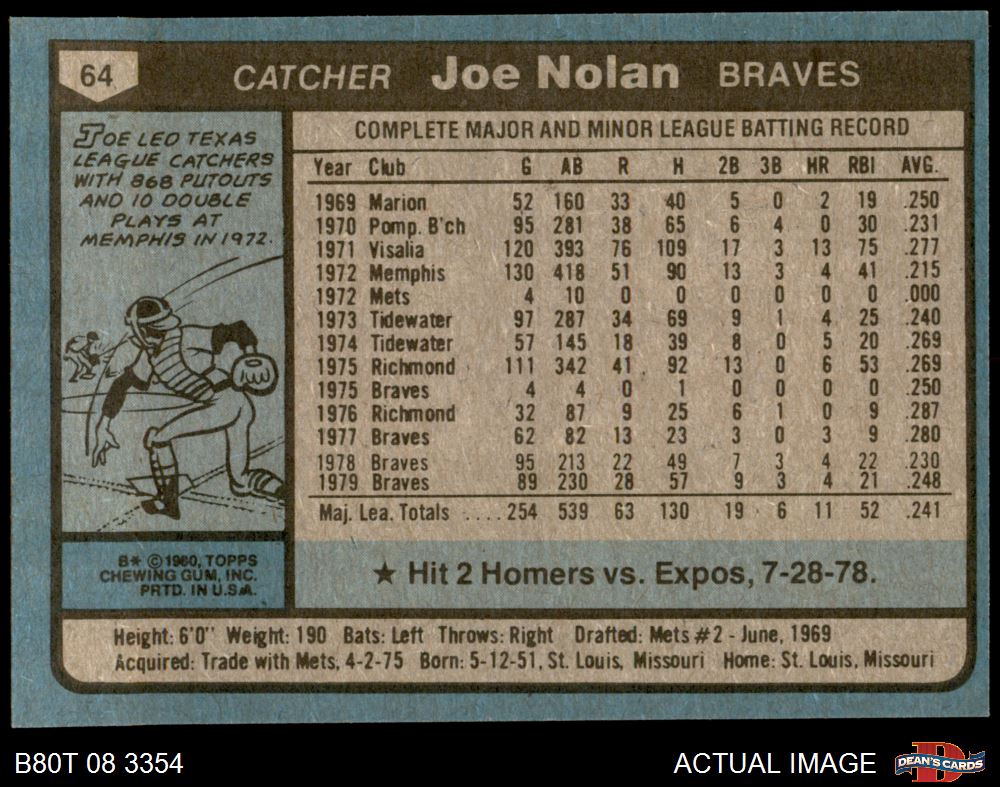 64 CATCHER Joe Nolan BRAVES
JOE LED TEXAS
LEAGUE CATCHERS
WITH 868 PUTOUTS
AND 10 DOUBLE
PLAYS AT
MEMPHIS IN 1972.
COMPLETE MAJOR AND MINOR LEAGUE BATTING RECORD
Year Club G AB R H 2B 3B HR RBI AVG.
1969 Marion 52 160 33 40 5 0 2 19 .250
1970 Pomp. B'ch 95 281 38 65 6 4 0 30 .231
1971 Visalia 120 393 76 109 17 3 13 75 .277
1972 Memphis 130 418 51 90 13 3 4 41 .215
1972 Mets 4 10 0 0 0 0 0 0 .000
1973 Tidewater 97 287 34 69 9 1 4 25 .240
1974 Tidewater 57 145 18 39 8 0 5 20 .269
1975 Richmond 111 342 41 92 13 0 6 53 .269
1975 Braves 4 4 0 1 0 0 0 0 .250
1976 Richmond 32 87 9 25 6 1 0 9 .287
1977 Braves 62 82 13 23 3 0 3 9 .280
1978 Braves 95 213 22 49 7 3 4 22 .230
1979 Braves 89 230 28 57 9 3 4 21 .248
Maj. Lea. Totals ....254 539 63 130 19 6 11 52 .241
B* © 1980, TOPPS
CHEWING GUM, INC.
PRTD. IN U.S.A.
★ Hit 2 Homers vs. Expos, 7-28-78.
Height: 6'0" Weight: 190 Bats: Left Throws: Right Drafted: Mets #2 - June, 1969
Acquired: Trade with Mets, 4-2-75 Born: 5-12-51, St. Louis, Missouri Home: St. Louis, Missouri
B80T 08 3354 ACTUAL IMAGE DEAN'S CARDS